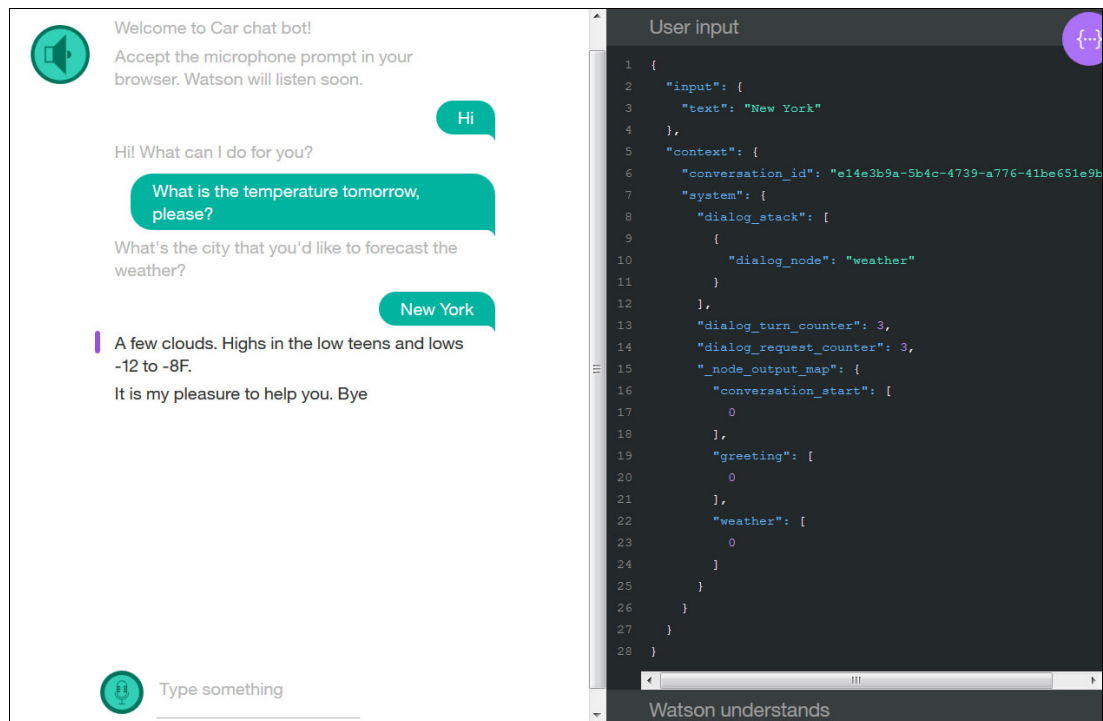 Welcome to Car chat bot!
Accept the microphone prompt in your
browser. Watson will listen soon.
Hi
Hi! What can I do for you?
What is the temperature tomorrow,
please?
What's the city that you'd like to forecast the
weather?
New York
A few clouds. Highs in the low teens and lows
-12 to -8F.
It is my pleasure to help you. Bye
Type something
User input
{...}
1 {
2 "input": {
3 "text": "New York"
4 },
5 "context": {
6 "conversation_id": "e14e3b9a-5b4c-4739-a776-41be651e9b
7 "system": {
8 "dialog_stack": [
9 {
10 "dialog_node": "weather"
11 }
12 ],
13 "dialog_turn_counter": 3,
14 "dialog_request_counter": 3,
15 "_node_output_map": {
16 "conversation_start": [
17 0
18 ],
19 "greeting": [
20 0
21 ],
22 "weather": [
23 0
24 ]
25 }
26 }
27 }
28 }
Watson understands